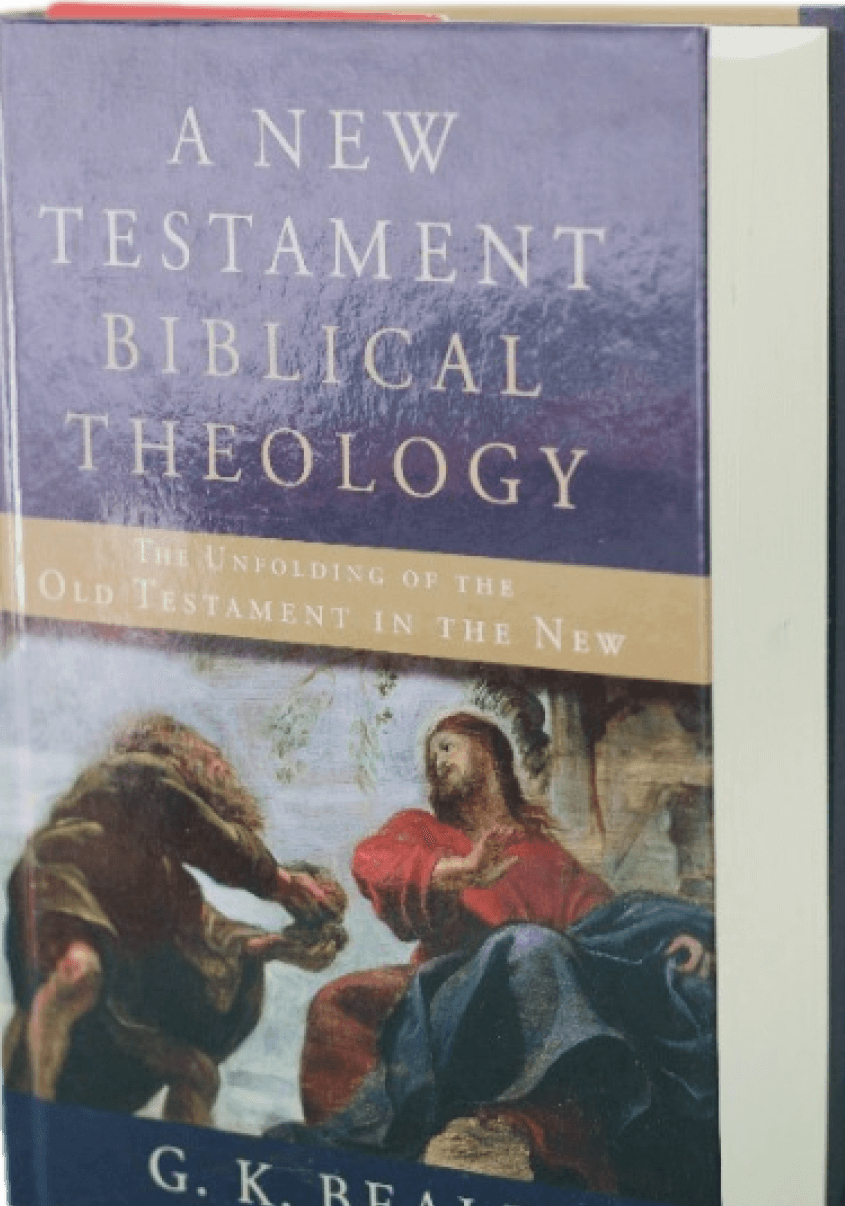 A NEW
TESTAMENT
BIBLICAL
THEOLOGY
THE UNFOLDING OF THE
OLD TESTAMENT IN THE NEW
G. K.